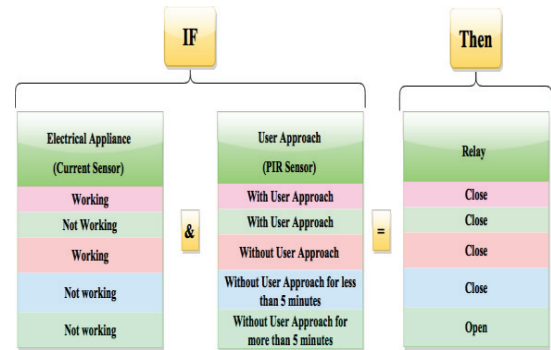 IF
Then
Electrical Appliance
(Current Sensor)
Working
Not Working
Working
Not working
Not working
&
User Approach
(PIR Sensor)
With User Approach
With User Approach
Without User Approach
Without User Approach for less
than 5 minutes
Without User Approach for
more than 5 minutes
=
Relay
Close
Close
Close
Close
Open